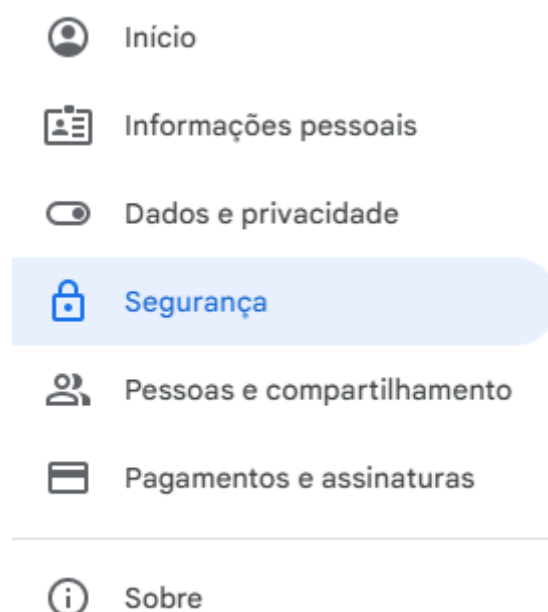 Início
Informações pessoais
Dados e privacidade
Segurança
Pessoas e compartilhamento
Pagamentos e assinaturas
Sobre